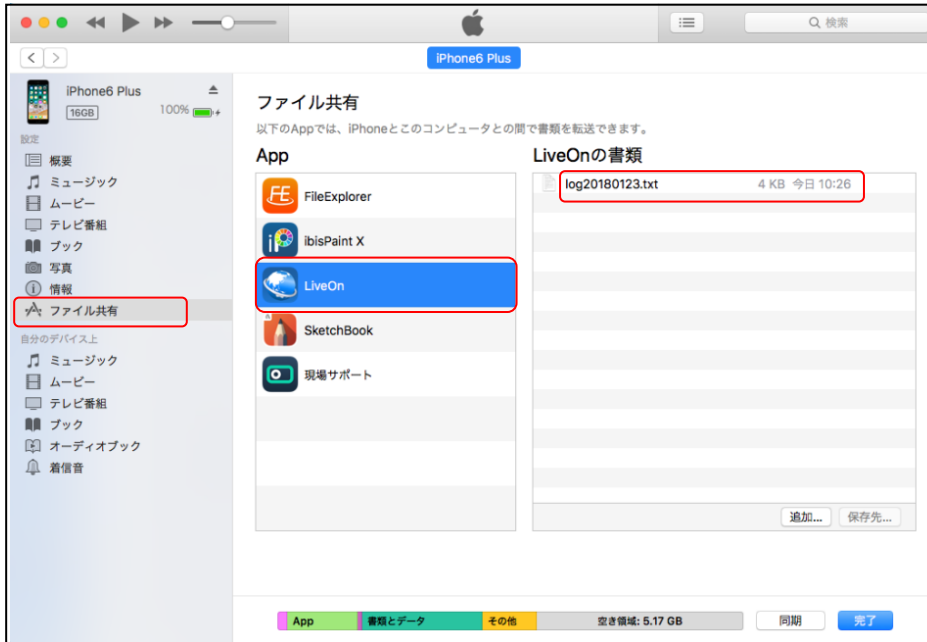 検索
iPhone6 Plus
iPhone6 Plus
16GB 100%
設定
概要
ミュージック
ムービー
テレビ番組
ブック
写真
情報
ファイル共有
自分のデバイス上
ミュージック
ムービー
テレビ番組
ブック
オーディオブック
着信音
ファイル共有
以下のAppでは、iPhoneとこのコンピュータとの間で書類を転送できます。
App
FileExplorer
ibisPaint X
LiveOn
SketchBook
現場サポート
LiveOnの書類
log20180123.txt 4 KB 今日 10:26
追加... 保存先...
App 書類とデータ その他 空き領域: 5.17 GB 同期 完了